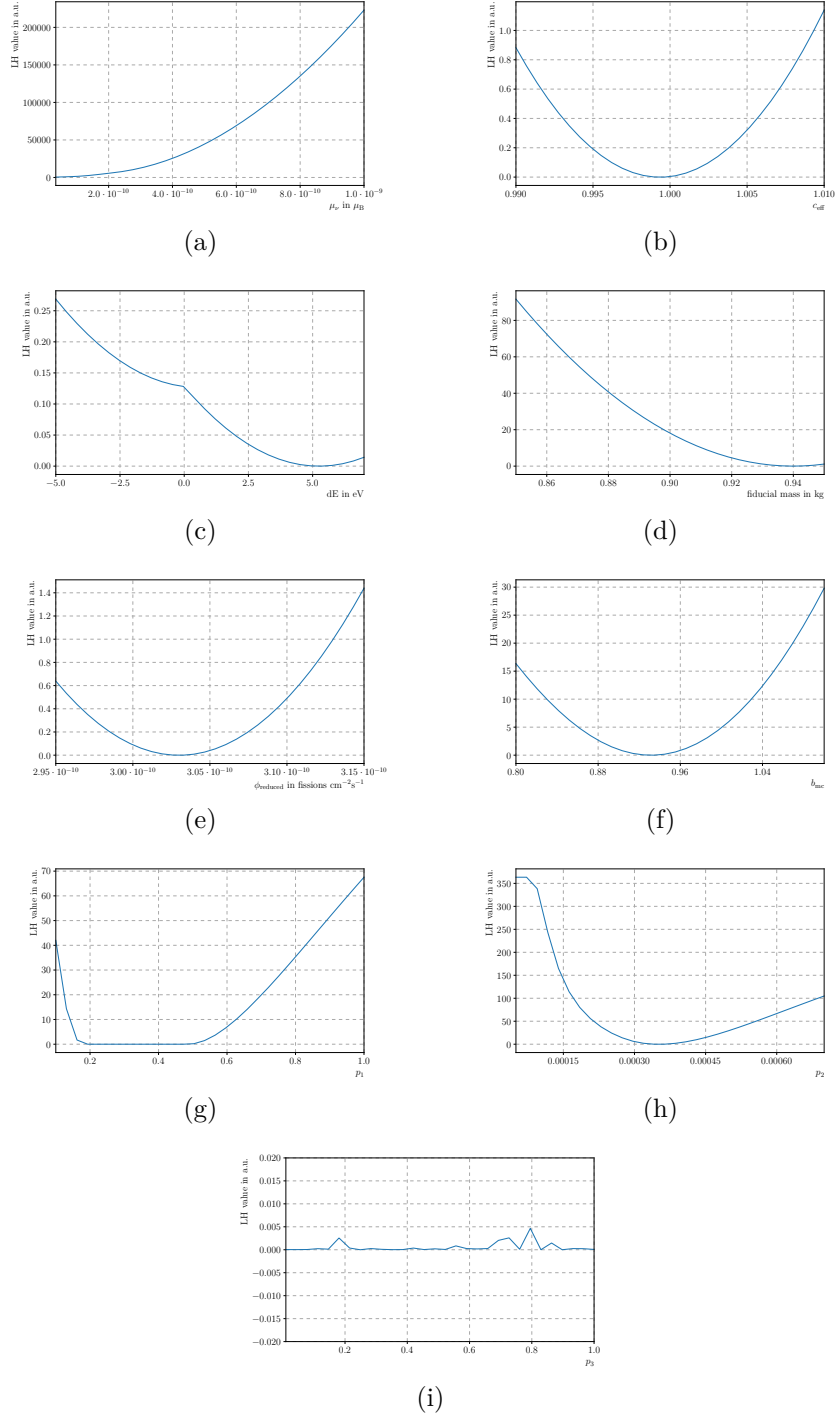 LH value in a.u.
200000
150000
100000
50000
0
2.0 · 10⁻¹⁰ 4.0 · 10⁻¹⁰ 6.0 · 10⁻¹⁰ 8.0 · 10⁻¹⁰ 1.0 · 10⁻⁹
μᵥ in μ_B
(a)
LH value in a.u.
1.0
0.8
0.6
0.4
0.2
0.0
0.990 0.995 1.000 1.005 1.010
c_eff
(b)
LH value in a.u.
0.25
0.20
0.15
0.10
0.05
0.00
−5.0 −2.5 0.0 2.5 5.0
dE in eV
(c)
LH value in a.u.
80
60
40
20
0
0.86 0.88 0.90 0.92 0.94
fiducial mass in kg
(d)
LH value in a.u.
1.4
1.2
1.0
0.8
0.6
0.4
0.2
0.0
2.95 · 10⁻¹⁰ 3.00 · 10⁻¹⁰ 3.05 · 10⁻¹⁰ 3.10 · 10⁻¹⁰ 3.15 · 10⁻¹⁰
ϕ_reduced in fissions cm⁻²s⁻¹
(e)
LH value in a.u.
30
25
20
15
10
5
0
0.80 0.88 0.96 1.04
b_mc
(f)
LH value in a.u.
70
60
50
40
30
20
10
0
0.2 0.4 0.6 0.8 1.0
p₁
(g)
LH value in a.u.
350
300
250
200
150
100
50
0
0.00015 0.00030 0.00045 0.00060
p₂
(h)
LH value in a.u.
0.020
0.015
0.010
0.005
0.000
−0.005
−0.010
−0.015
−0.020
0.2 0.4 0.6 0.8 1.0
p₃
(i)